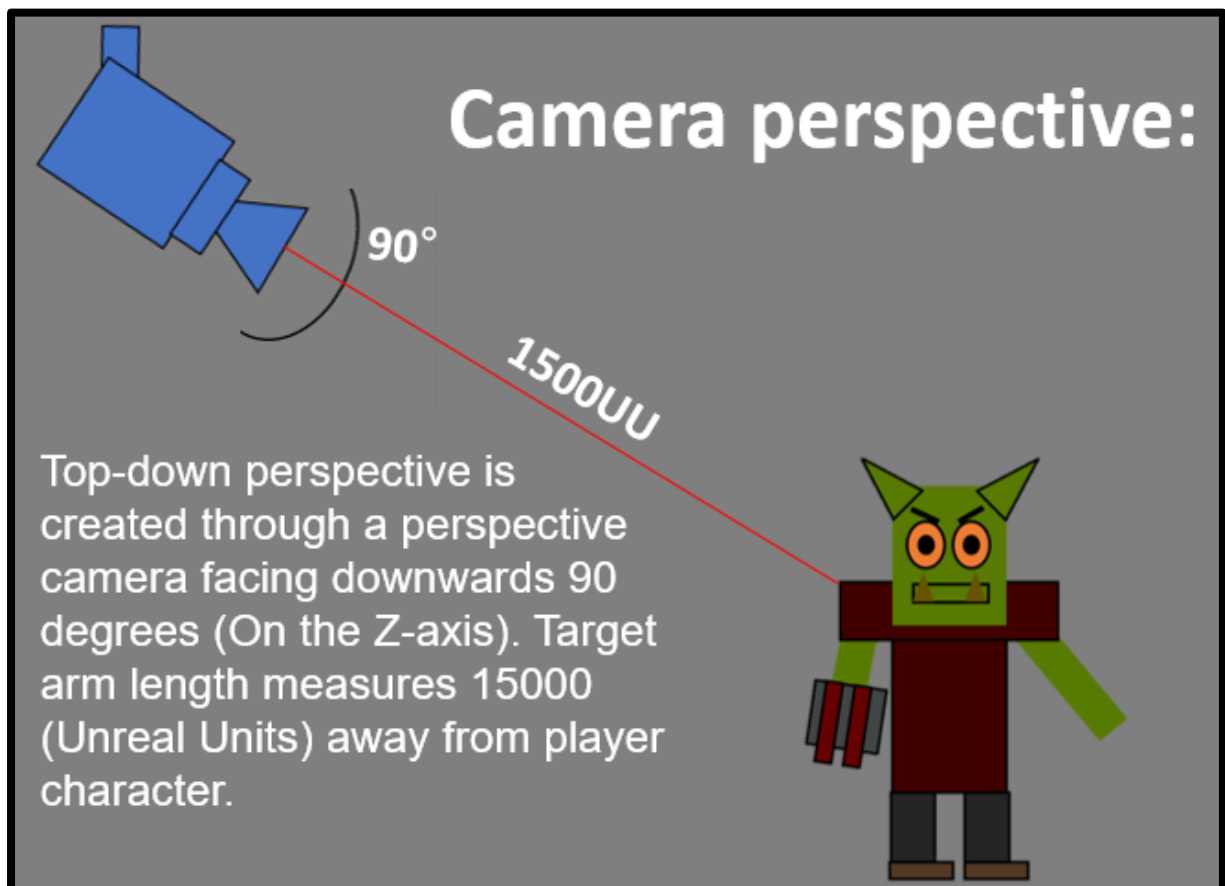 Camera perspective:
90°
1500UU
Top-down perspective is
created through a perspective
camera facing downwards 90
degrees (On the Z-axis). Target
arm length measures 15000
(Unreal Units) away from player
character.